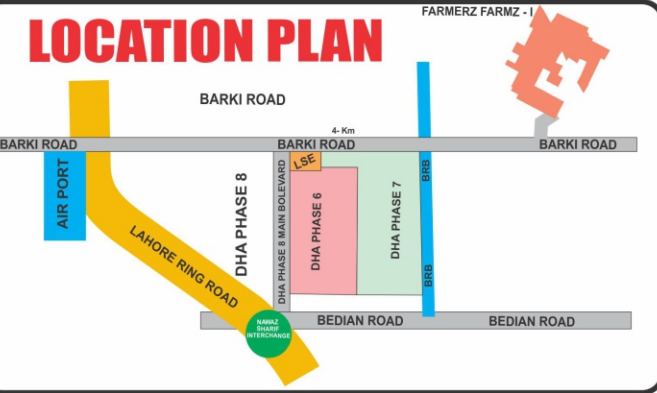 FARMERZ FARMZ - I
LOCATION PLAN
BARKI ROAD
4- Km
BARKI ROAD
BARKI ROAD
BARKI ROAD
AIR PORT
LSE
BRB
DHA PHASE 8
DHA PHASE 8 MAIN BOLEVARD
DHA PHASE 6
DHA PHASE 7
LAHORE RING ROAD
BRB
NAWAZ
SHARIF
INTERCHANGE
BEDIAN ROAD
BEDIAN ROAD